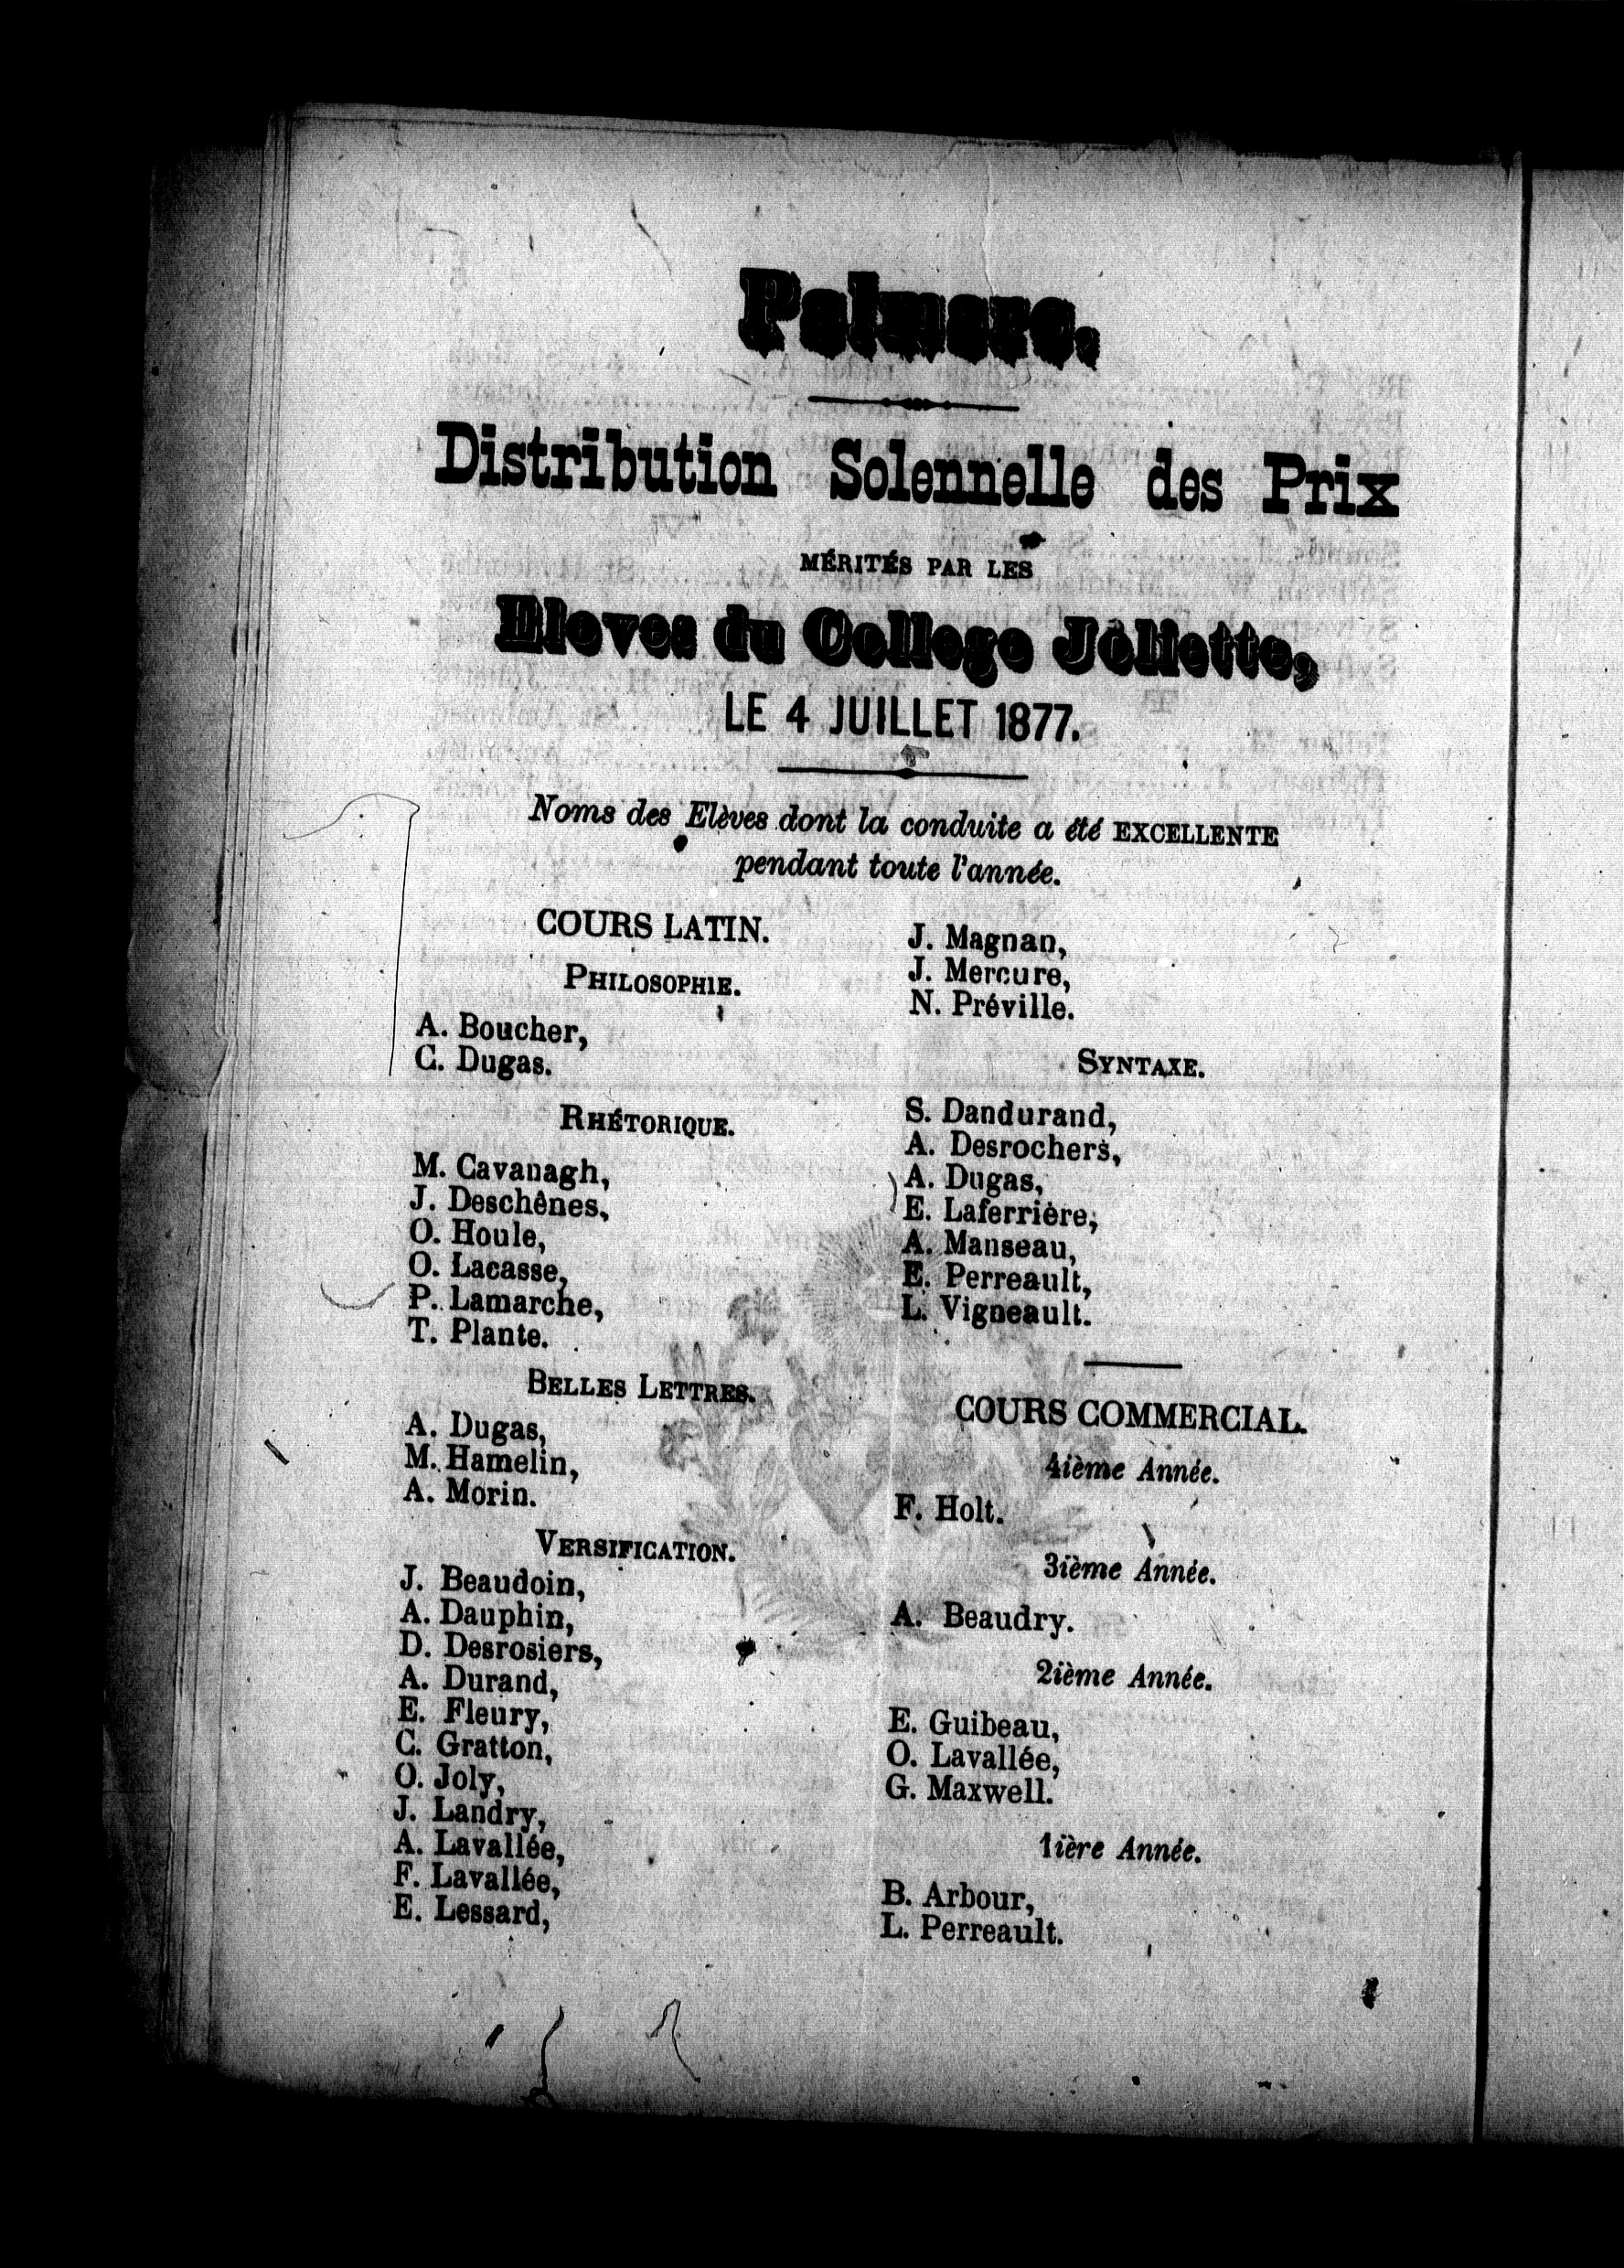 Palmare.
Distribution Solennelle des Prix
MÉRITÉS PAR LES
Eleves du College Joliette,
LE 4 JUILLET 1877.
Noms des Elèves dont la conduite a été EXCELLENTE
pendant toute l'année.
COURS LATIN.
PHILOSOPHIE.
A. Boucher,
C. Dugas.
RHÉTORIQUE.
M. Cavanagh,
J. Deschênes,
O. Houle,
O. Lacasse,
P. Lamarche,
T. Plante.
BELLES LETTRES.
A. Dugas,
M. Hamelin,
A. Morin.
VERSIFICATION.
J. Beaudoin,
A. Dauphin,
D. Desrosiers,
A. Durand,
E. Fleury,
C. Gratton,
O. Joly,
J. Landry,
A. Lavallée,
F. Lavallée,
E. Lessard,
J. Magnan,
J. Mercure,
N. Préville.
SYNTAXE.
S. Dandurand,
A. Desrochers,
A. Dugas,
E. Laferrière,
A. Manseau,
E. Perreault,
L. Vigneault.
COURS COMMERCIAL.
4ième Année.
F. Holt.
3ième Année.
A. Beaudry.
2ième Année.
E. Guibeau,
O. Lavallée,
G. Maxwell.
1ière Année.
B. Arbour,
L. Perreault.